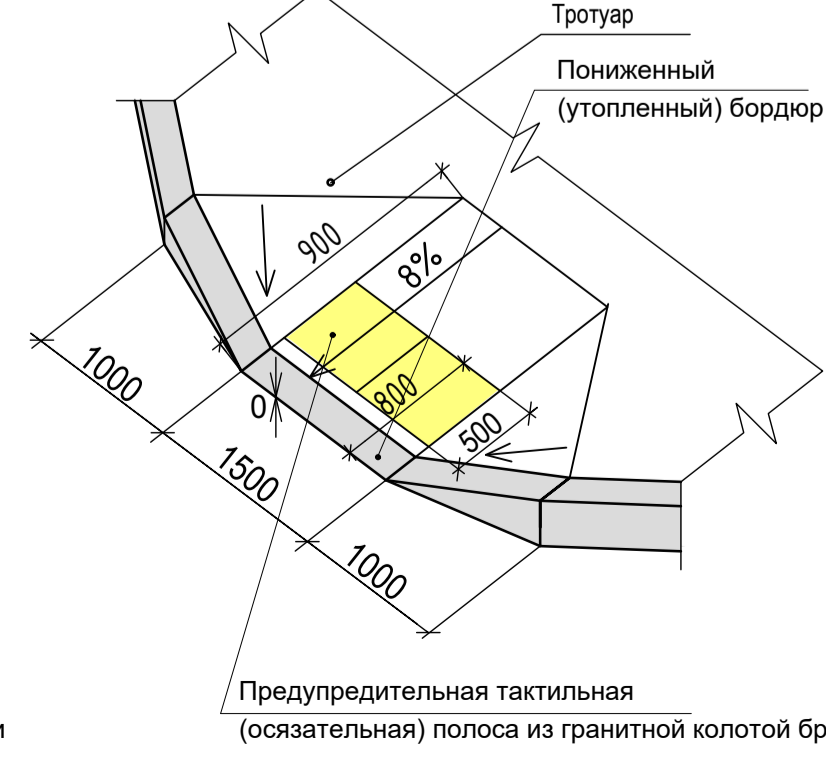 Тротуар
Пониженный
(утопленный) бордюр
900
8%
1000
0
800
500
1500
1000
Предупредительная тактильная
(осязательная) полоса из гранитной колотой бр
и